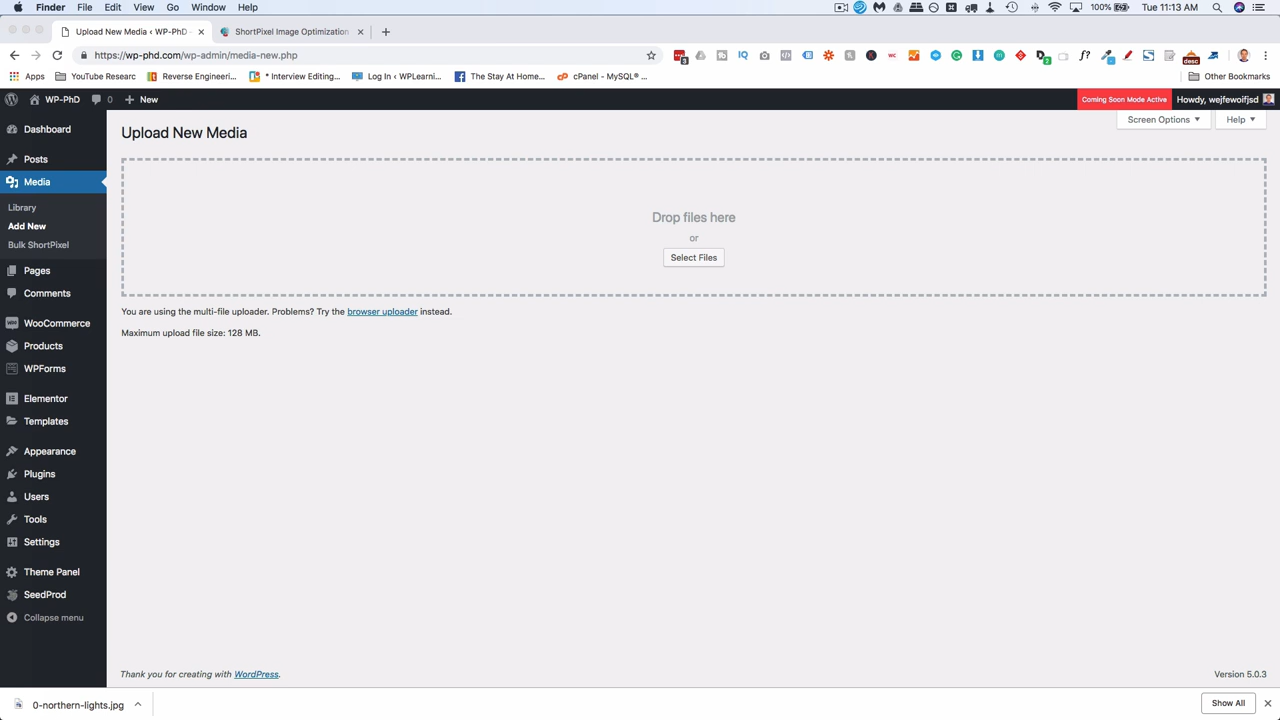 Finder File Edit View Go Window Help 100% Tue 11:13 AM
Upload New Media ‹ WP-PhD - ShortPixel Image Optimization
https://wp-phd.com/wp-admin/media-new.php
Apps YouTube Researc Reverse Engineeri... * Interview Editing... Log In ‹ WPLearni... The Stay At Home... cPanel - MySQL® ... Other Bookmarks
WP-PhD 0 New Coming Soon Mode Active Howdy, wejfewoifjsd
Screen Options Help
Upload New Media
Dashboard
Posts
Media
Library
Add New
Bulk ShortPixel
Pages
Comments
WooCommerce
Products
WPForms
Elementor
Templates
Appearance
Plugins
Users
Tools
Settings
Theme Panel
SeedProd
Collapse menu
Drop files here
or
Select Files
You are using the multi-file uploader. Problems? Try the browser uploader instead.
Maximum upload file size: 128 MB.
Thank you for creating with WordPress. Version 5.0.3
0-northern-lights.jpg Show All